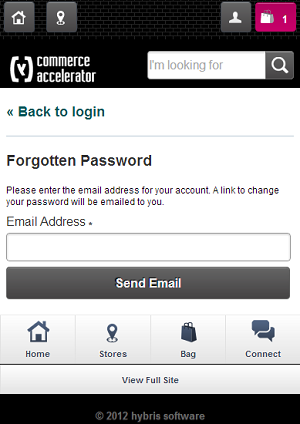 1
commerce
accelerator
I'm looking for
« Back to login
Forgotten Password
Please enter the email address for your account. A link to change
your password will be emailed to you.
Email Address *
Send Email
Home Stores Bag Connect
View Full Site
© 2012 hybris software